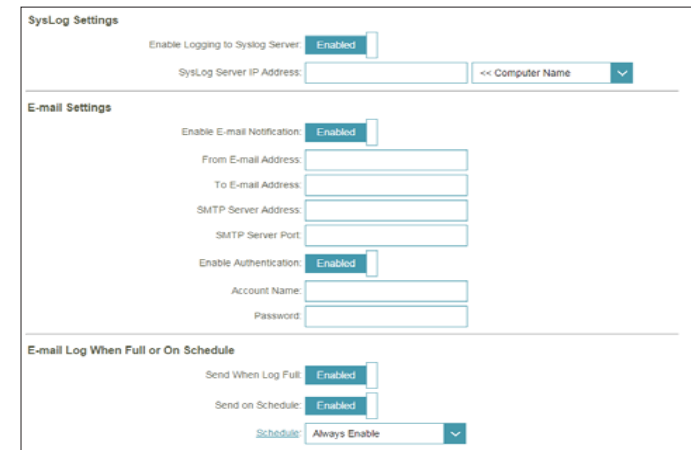 SysLog Settings
Enable Logging to Syslog Server: Enabled
SysLog Server IP Address: << Computer Name
E-mail Settings
Enable E-mail Notification: Enabled
From E-mail Address:
To E-mail Address:
SMTP Server Address:
SMTP Server Port:
Enable Authentication: Enabled
Account Name:
Password:
E-mail Log When Full or On Schedule
Send When Log Full: Enabled
Send on Schedule: Enabled
Schedule: Always Enable